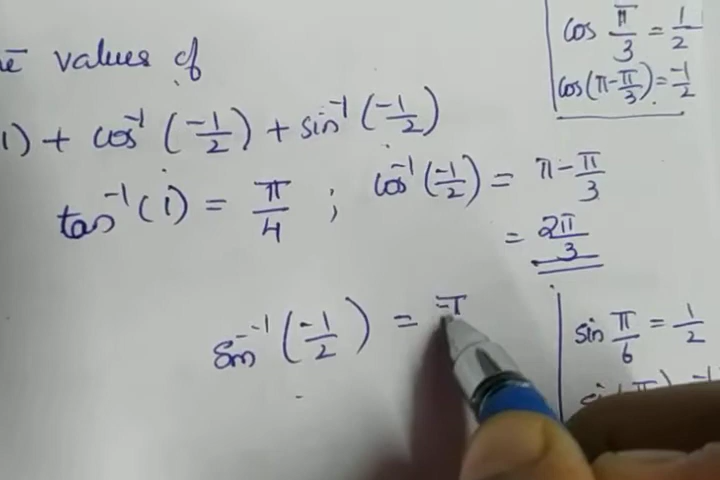 values of
1) + cos⁻¹(-1/2) + sin⁻¹(-1/2)
tan⁻¹(1) = π/4 ; cos⁻¹(-1/2) = π - π/3
= 2π/3
sin⁻¹(-1/2) =
cos π/3 = 1/2
cos(π-π/3) = -1/2
sin π/6 = 1/2